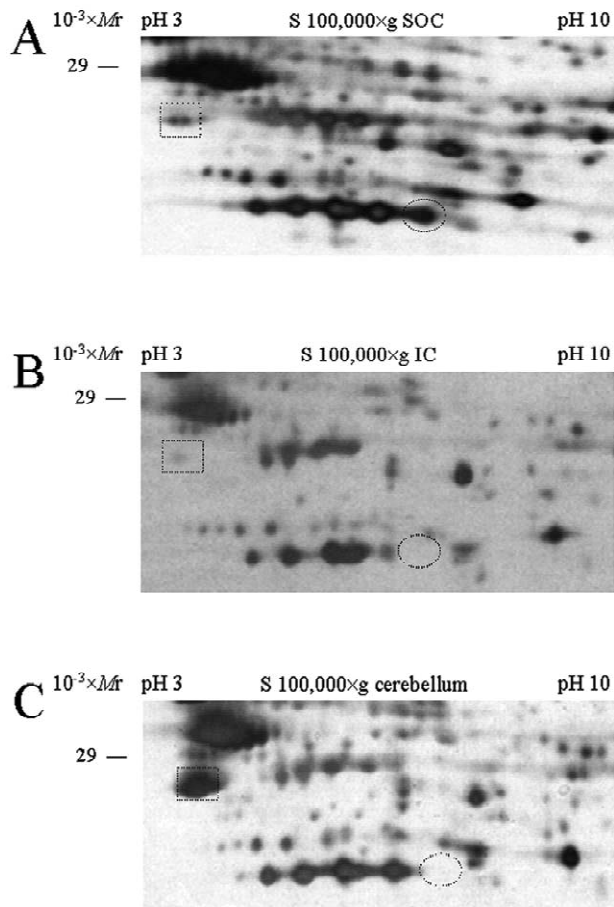 A
10⁻³×Mr pH 3 S 100,000×g SOC pH 10
29 —
B
10⁻³×Mr pH 3 S 100,000×g IC pH 10
29 —
C
10⁻³×Mr pH 3 S 100,000×g cerebellum pH 10
29 —